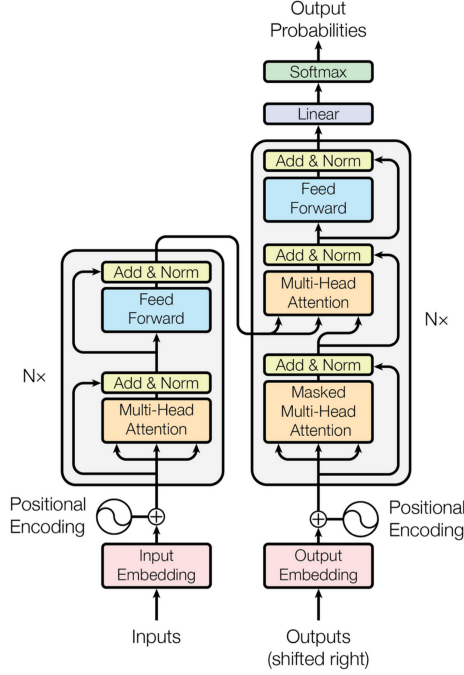 Output
Probabilities
Softmax
Linear
Add & Norm
Feed
Forward
Add & Norm
Multi-Head
Attention
Add & Norm
Masked
Multi-Head
Attention
Nx
Add & Norm
Feed
Forward
Add & Norm
Multi-Head
Attention
Nx
Positional
Encoding
Positional
Encoding
Input
Embedding
Output
Embedding
Inputs
Outputs
(shifted right)